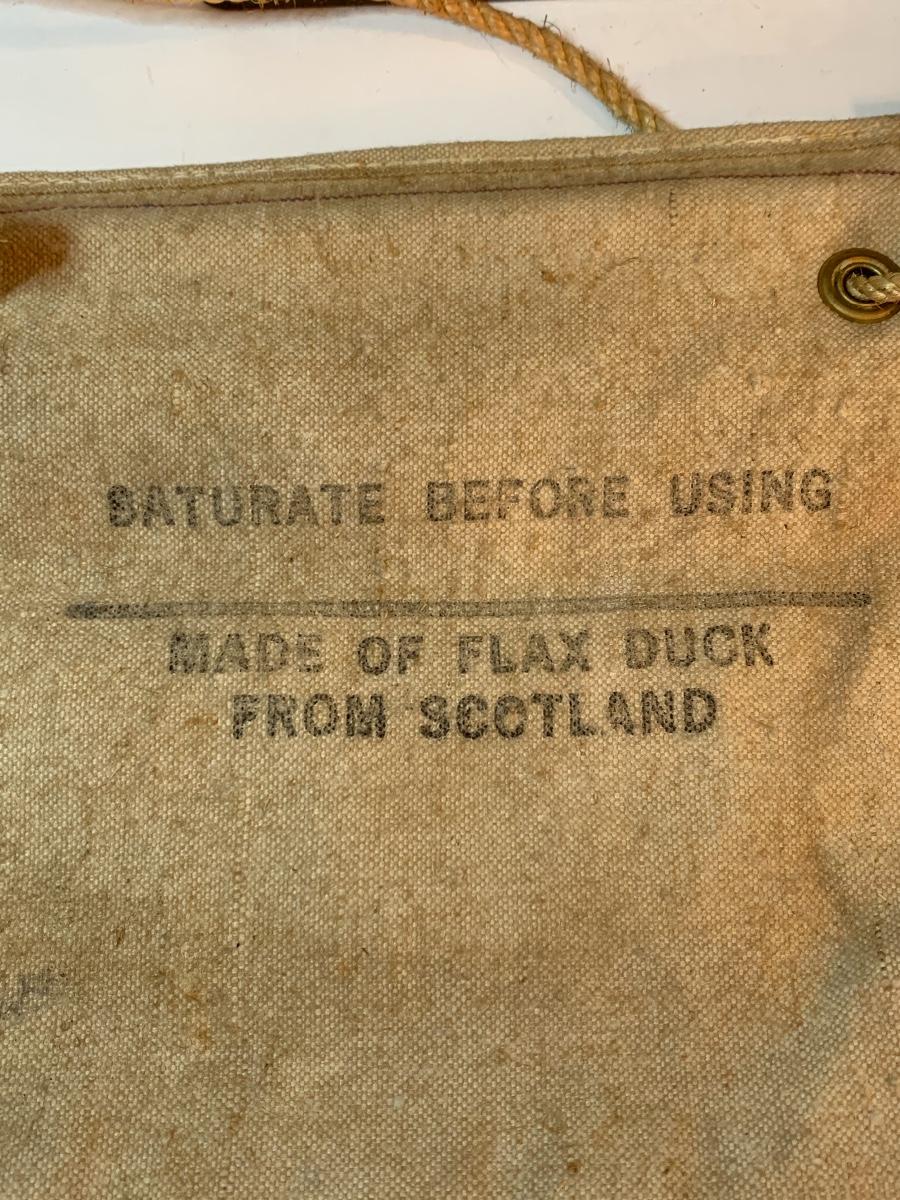 SATURATE BEFORE USING
MADE OF FLAX DUCK
FROM SCOTLAND